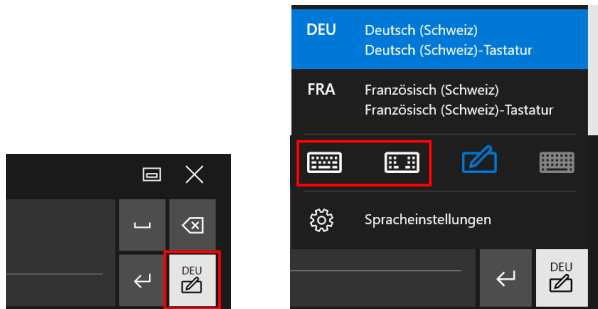 DEU
DEU
Deutsch (Schweiz)
Deutsch (Schweiz)-Tastatur
FRA
Französisch (Schweiz)
Französisch (Schweiz)-Tastatur
Spracheinstellungen
DEU